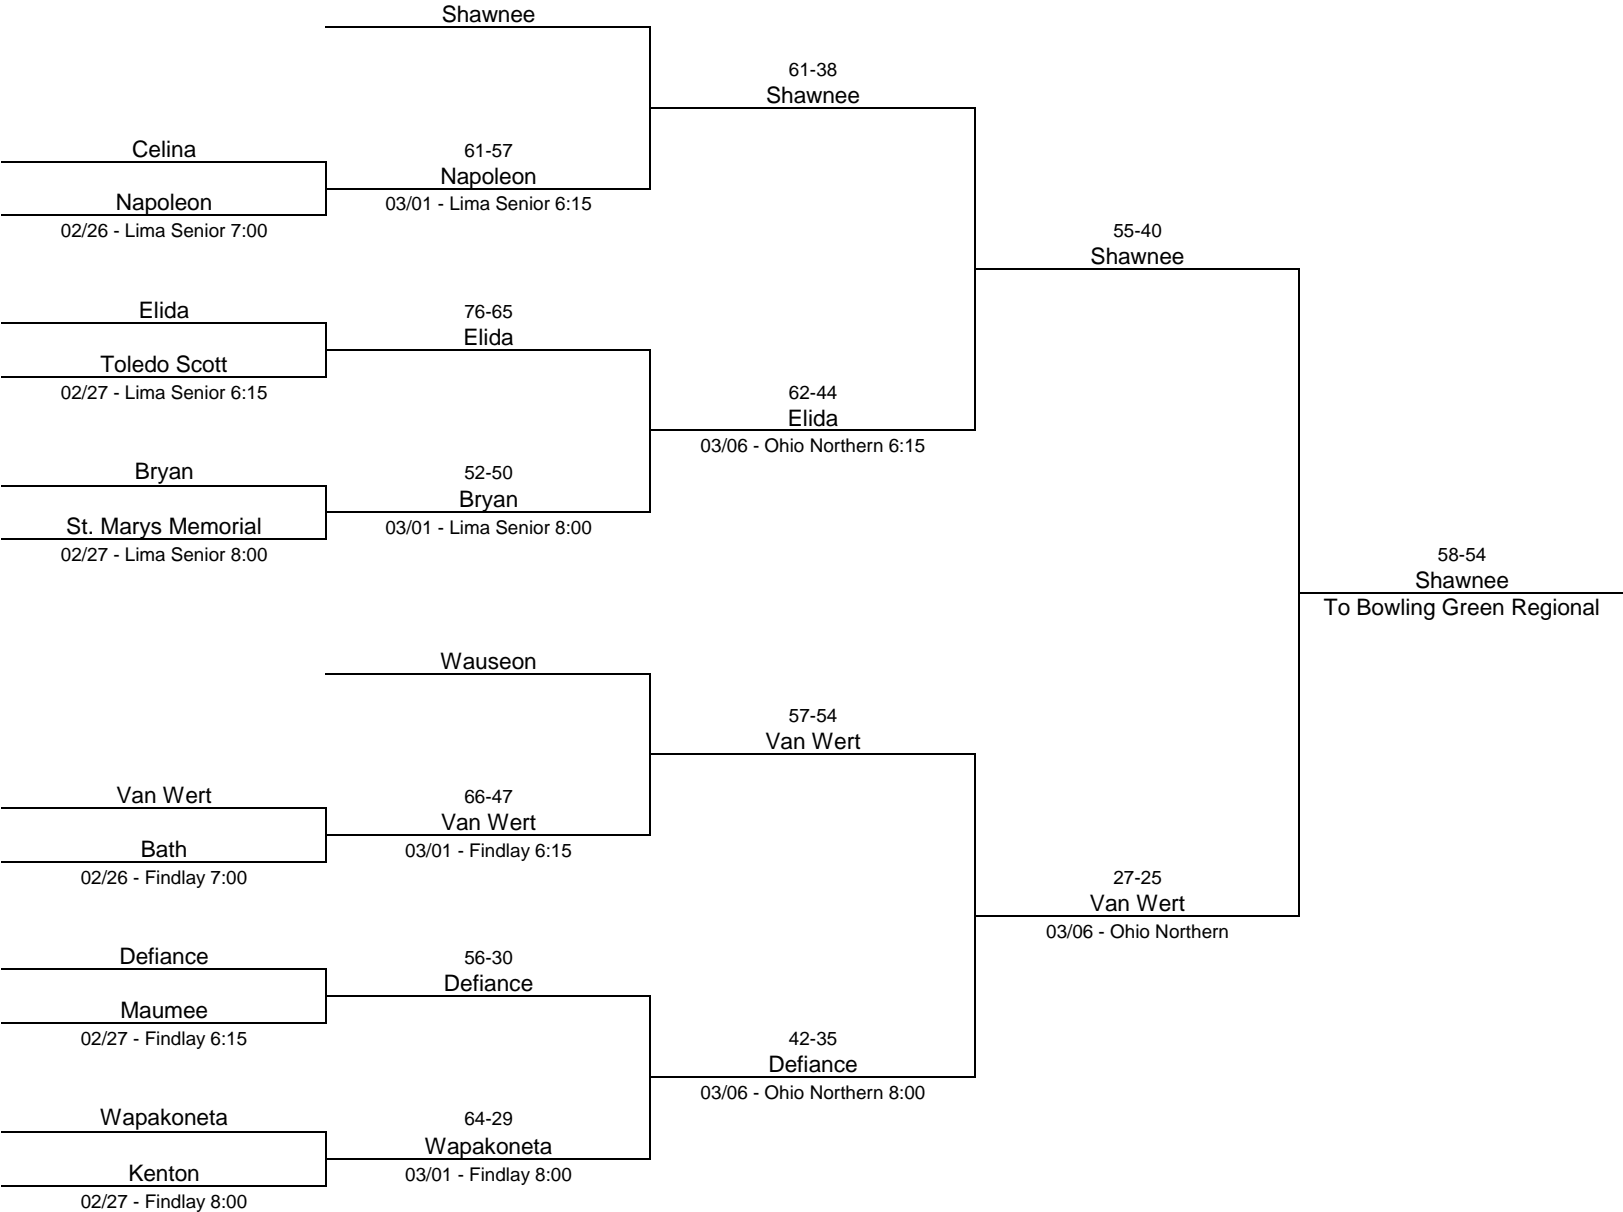 Shawnee
61-38
Shawnee
Celina
61-57
Napoleon
Napoleon
03/01 - Lima Senior 6:15
02/26 - Lima Senior 7:00
55-40
Shawnee
Elida
76-65
Elida
Toledo Scott
02/27 - Lima Senior 6:15
62-44
Elida
03/06 - Ohio Northern 6:15
Bryan
52-50
Bryan
St. Marys Memorial
03/01 - Lima Senior 8:00
02/27 - Lima Senior 8:00
58-54
Shawnee
To Bowling Green Regional
Wauseon
57-54
Van Wert
Van Wert
66-47
Van Wert
Bath
03/01 - Findlay 6:15
02/26 - Findlay 7:00
27-25
Van Wert
03/06 - Ohio Northern
Defiance
56-30
Defiance
Maumee
02/27 - Findlay 6:15
42-35
Defiance
03/06 - Ohio Northern 8:00
Wapakoneta
64-29
Wapakoneta
Kenton
03/01 - Findlay 8:00
02/27 - Findlay 8:00